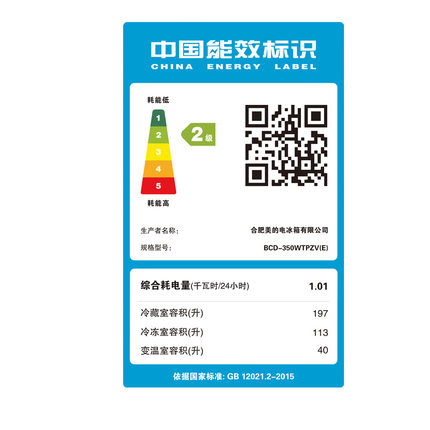 中国能效标识
CHINA ENERGY LABEL
耗能低
1
2
2级
3
4
5
耗能高
生产者名称： 合肥美的电冰箱有限公司
规格型号： BCD-350WTPZV(E)
综合耗电量(千瓦时/24小时) 1.01
冷藏室容积(升) 197
冷冻室容积(升) 113
变温室容积(升) 40
依据国家标准: GB 12021.2-2015